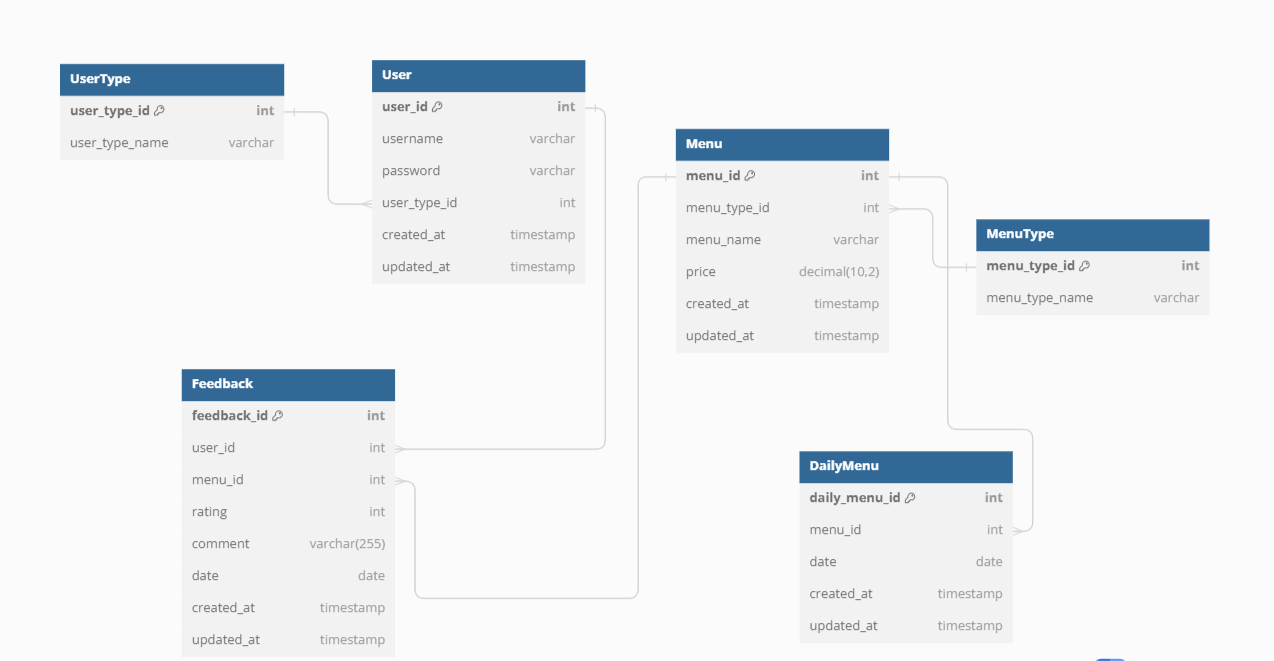 UserType
user_type_id int
user_type_name varchar
User
user_id int
username varchar
password varchar
user_type_id int
created_at timestamp
updated_at timestamp
Menu
menu_id int
menu_type_id int
menu_name varchar
price decimal(10,2)
created_at timestamp
updated_at timestamp
MenuType
menu_type_id int
menu_type_name varchar
Feedback
feedback_id int
user_id int
menu_id int
rating int
comment varchar(255)
date date
created_at timestamp
updated_at timestamp
DailyMenu
daily_menu_id int
menu_id int
date date
created_at timestamp
updated_at timestamp